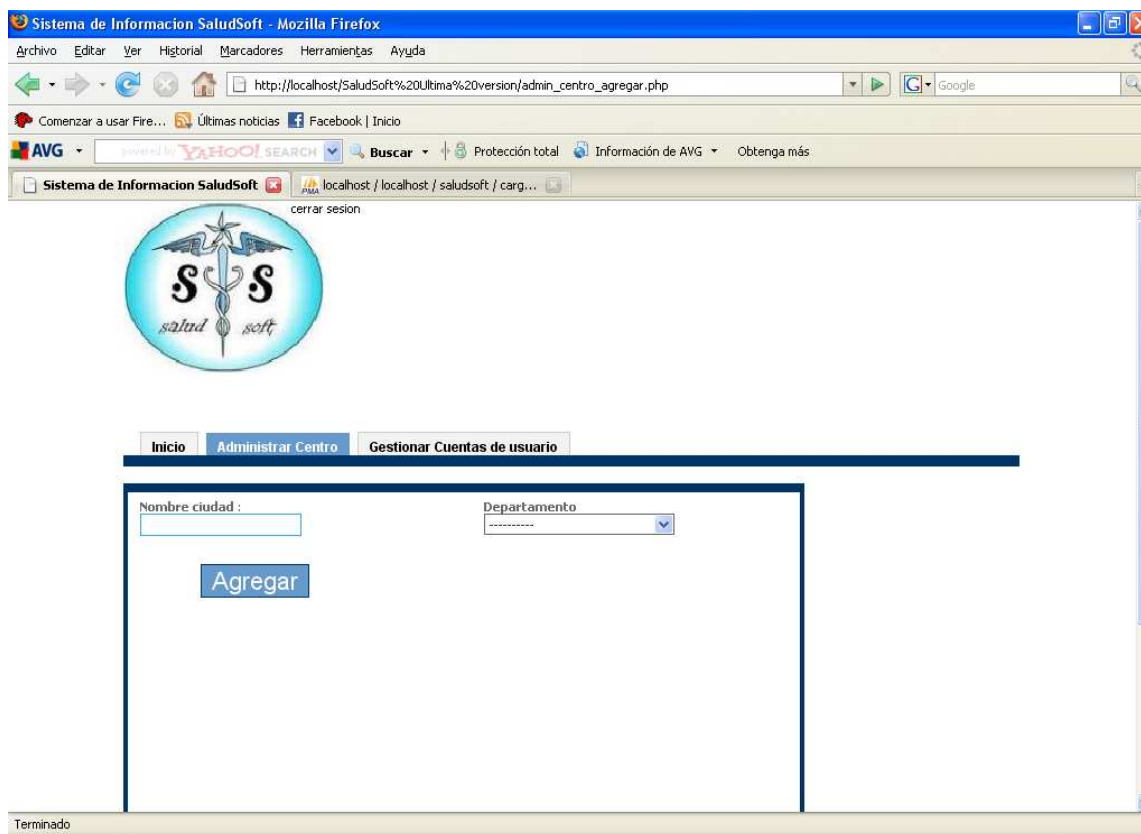 Sistema de Informacion SaludSoft - Mozilla Firefox
Archivo Editar Ver Historial Marcadores Herramientas Ayuda
http://localhost/SaludSoft%20Ultima%20version/admin_centro_agregar.php
G Google
Comenzar a usar Fire... Últimas noticias Facebook | Inicio
AVG powered by YAHOO! SEARCH Buscar Protección total Información de AVG Obtenga más
Sistema de Informacion SaludSoft PMA localhost / localhost / saludsoft / carg...
cerrar sesion
S S
salud soft
Inicio Administrar Centro Gestionar Cuentas de usuario
Nombre ciudad : Departamento
----------
Agregar
Terminado